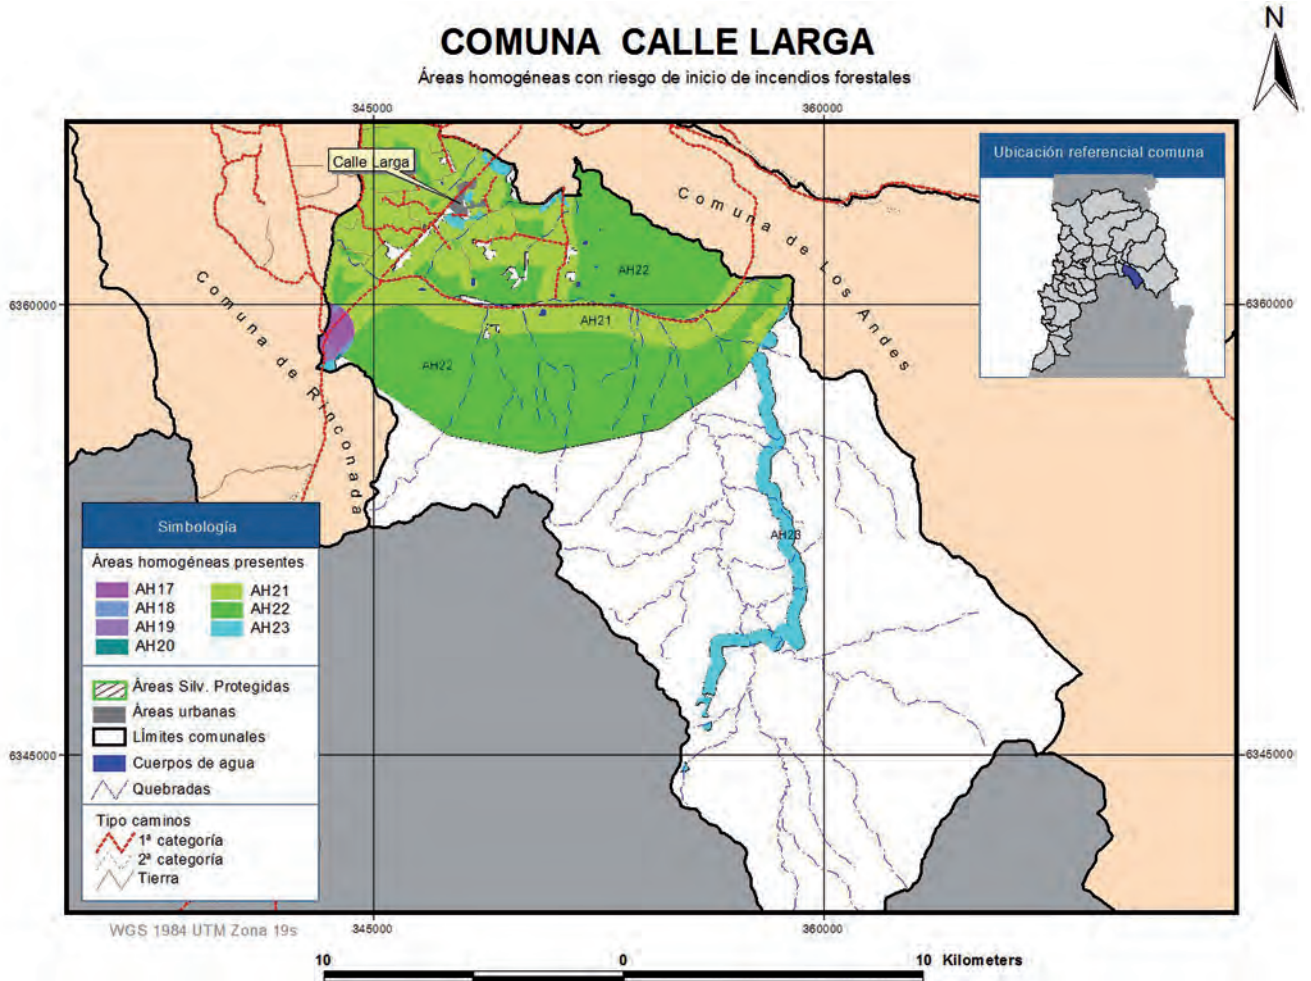 COMUNA CALLE LARGA
Áreas homogéneas con riesgo de inicio de incendios forestales
N
345000
360000
Calle Larga
Ubicación referencial comuna
Comuna de Los Andes
AH22
6360000
6360000
AH21
Comuna de Rinconada
AH22
AH23
Simbología
Áreas homogéneas presentes
AH17
AH21
AH18
AH22
AH19
AH23
AH20
Áreas Silv. Protegidas
Áreas urbanas
Límites comunales
Cuerpos de agua
Quebradas
6345000
6345000
Tipo caminos
1ª categoría
2ª categoría
Tierra
WGS 1984 UTM Zona 19s
345000
360000
10
0
10 Kilometers